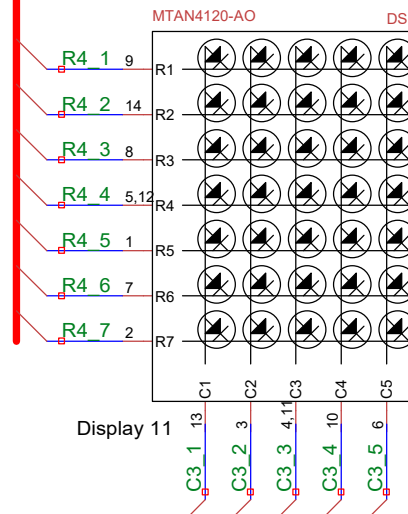 MTAN4120-AO DS
R4_1 9 R1
R4_2 14 R2
R4_3 8 R3
R4_4 5,12 R4
R4_5 1 R5
R4_6 7 R6
R4_7 2 R7
C1 C2 C3 C4 C5
13 3 4,11 10 6
Display 11
C3_1 C3_2 C3_3 C3_4 C3_5